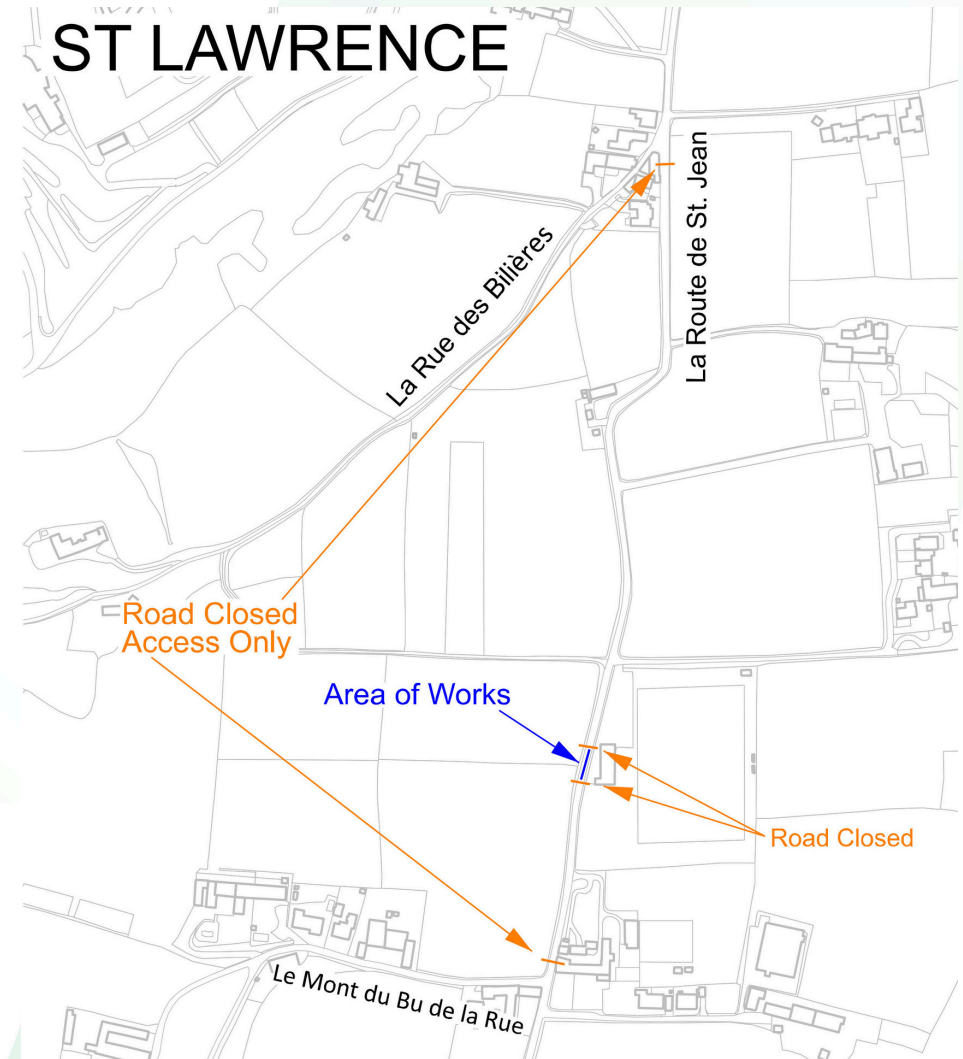 ST LAWRENCE
La Route de St. Jean
La Rue des Bilières
Road Closed
Access Only
Area of Works
Road Closed
Le Mont du Bu de la Rue